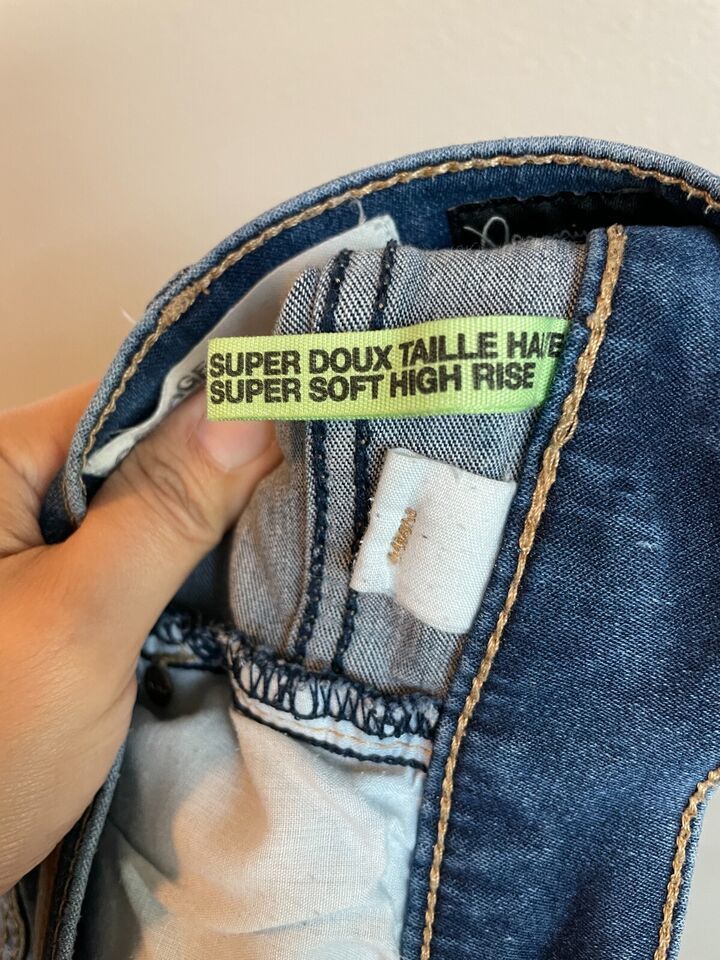 SUPER DOUX TAILLE HAUTE
SUPER SOFT HIGH RISE